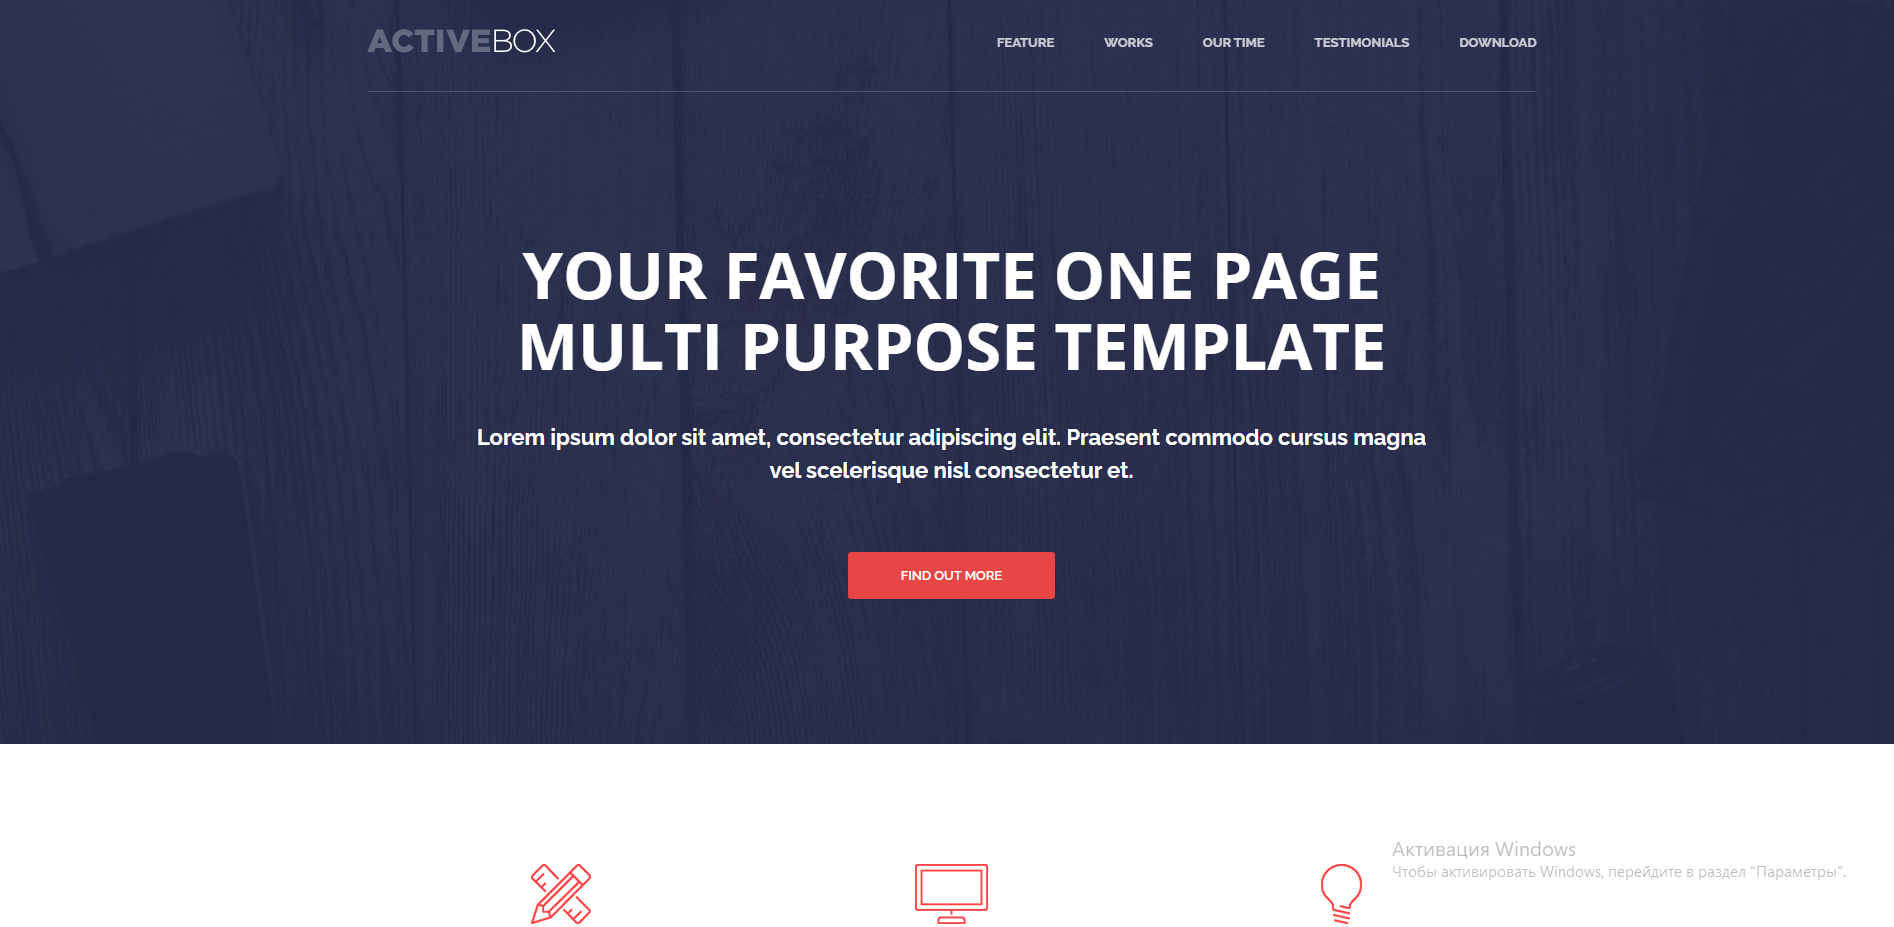 ACTIVEBOX
FEATURE WORKS OUR TIME TESTIMONIALS DOWNLOAD
YOUR FAVORITE ONE PAGE
MULTI PURPOSE TEMPLATE
Lorem ipsum dolor sit amet, consectetur adipiscing elit. Praesent commodo cursus magna
vel scelerisque nisl consectetur et.
FIND OUT MORE
Активация Windows
Чтобы активировать Windows, перейдите в раздел "Параметры".